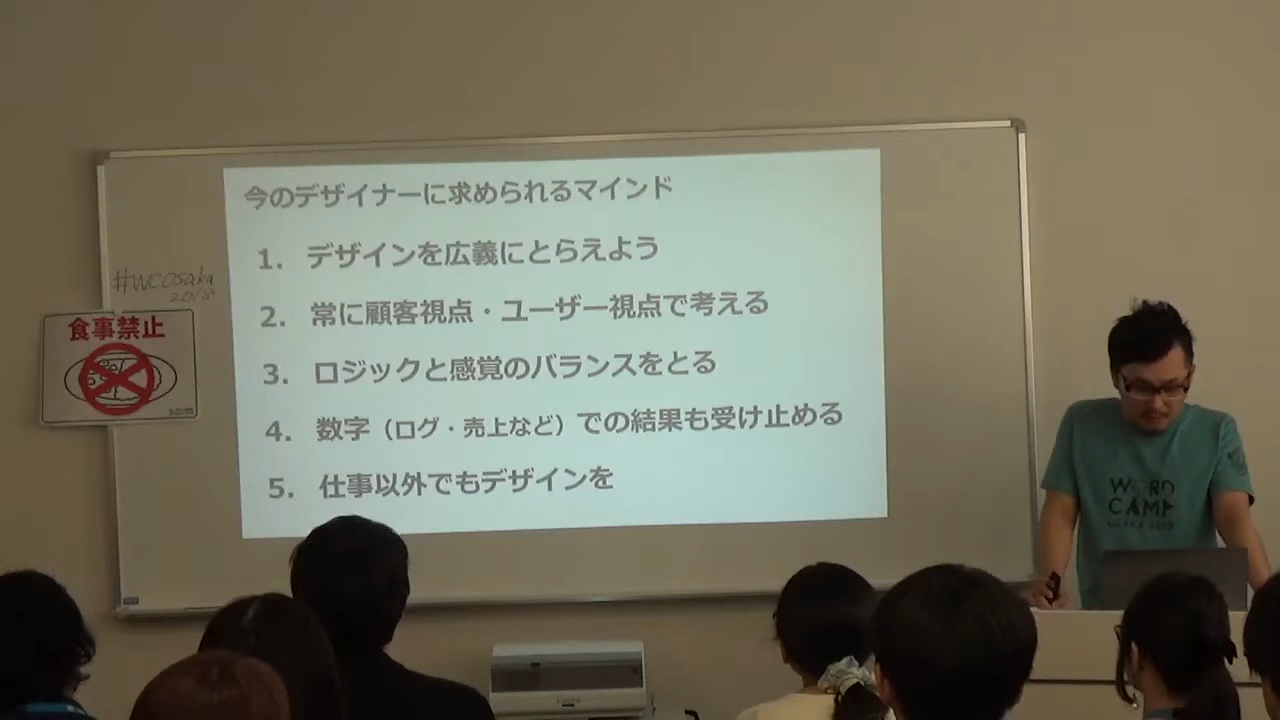 今のデザイナーに求められるマインド
1. デザインを広義にとらえよう
2. 常に顧客視点・ユーザー視点で考える
3. ロジックと感覚のバランスをとる
4. 数字（ログ・売上など）での結果も受け止める
5. 仕事以外でもデザインを
#wcosaka
2018
食事禁止
WORD
CAMP
OSAKA 2018